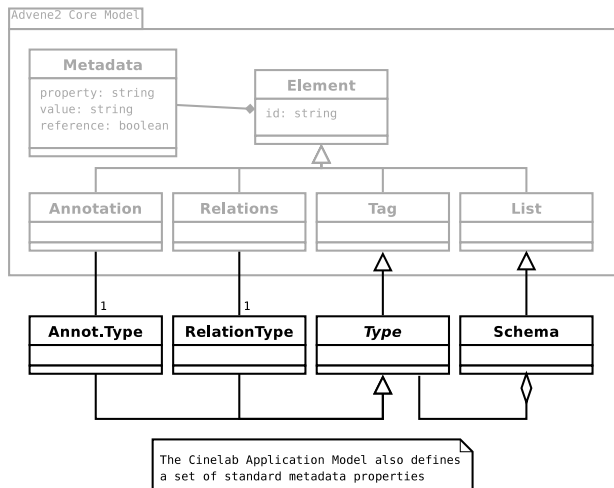 Advene2 Core Model
Metadata
property: string
value: string
reference: boolean
Element
id: string
Annotation
Relations
Tag
List
1
1
Annot.Type
RelationType
Type
Schema
The Cinelab Application Model also defines
a set of standard metadata properties